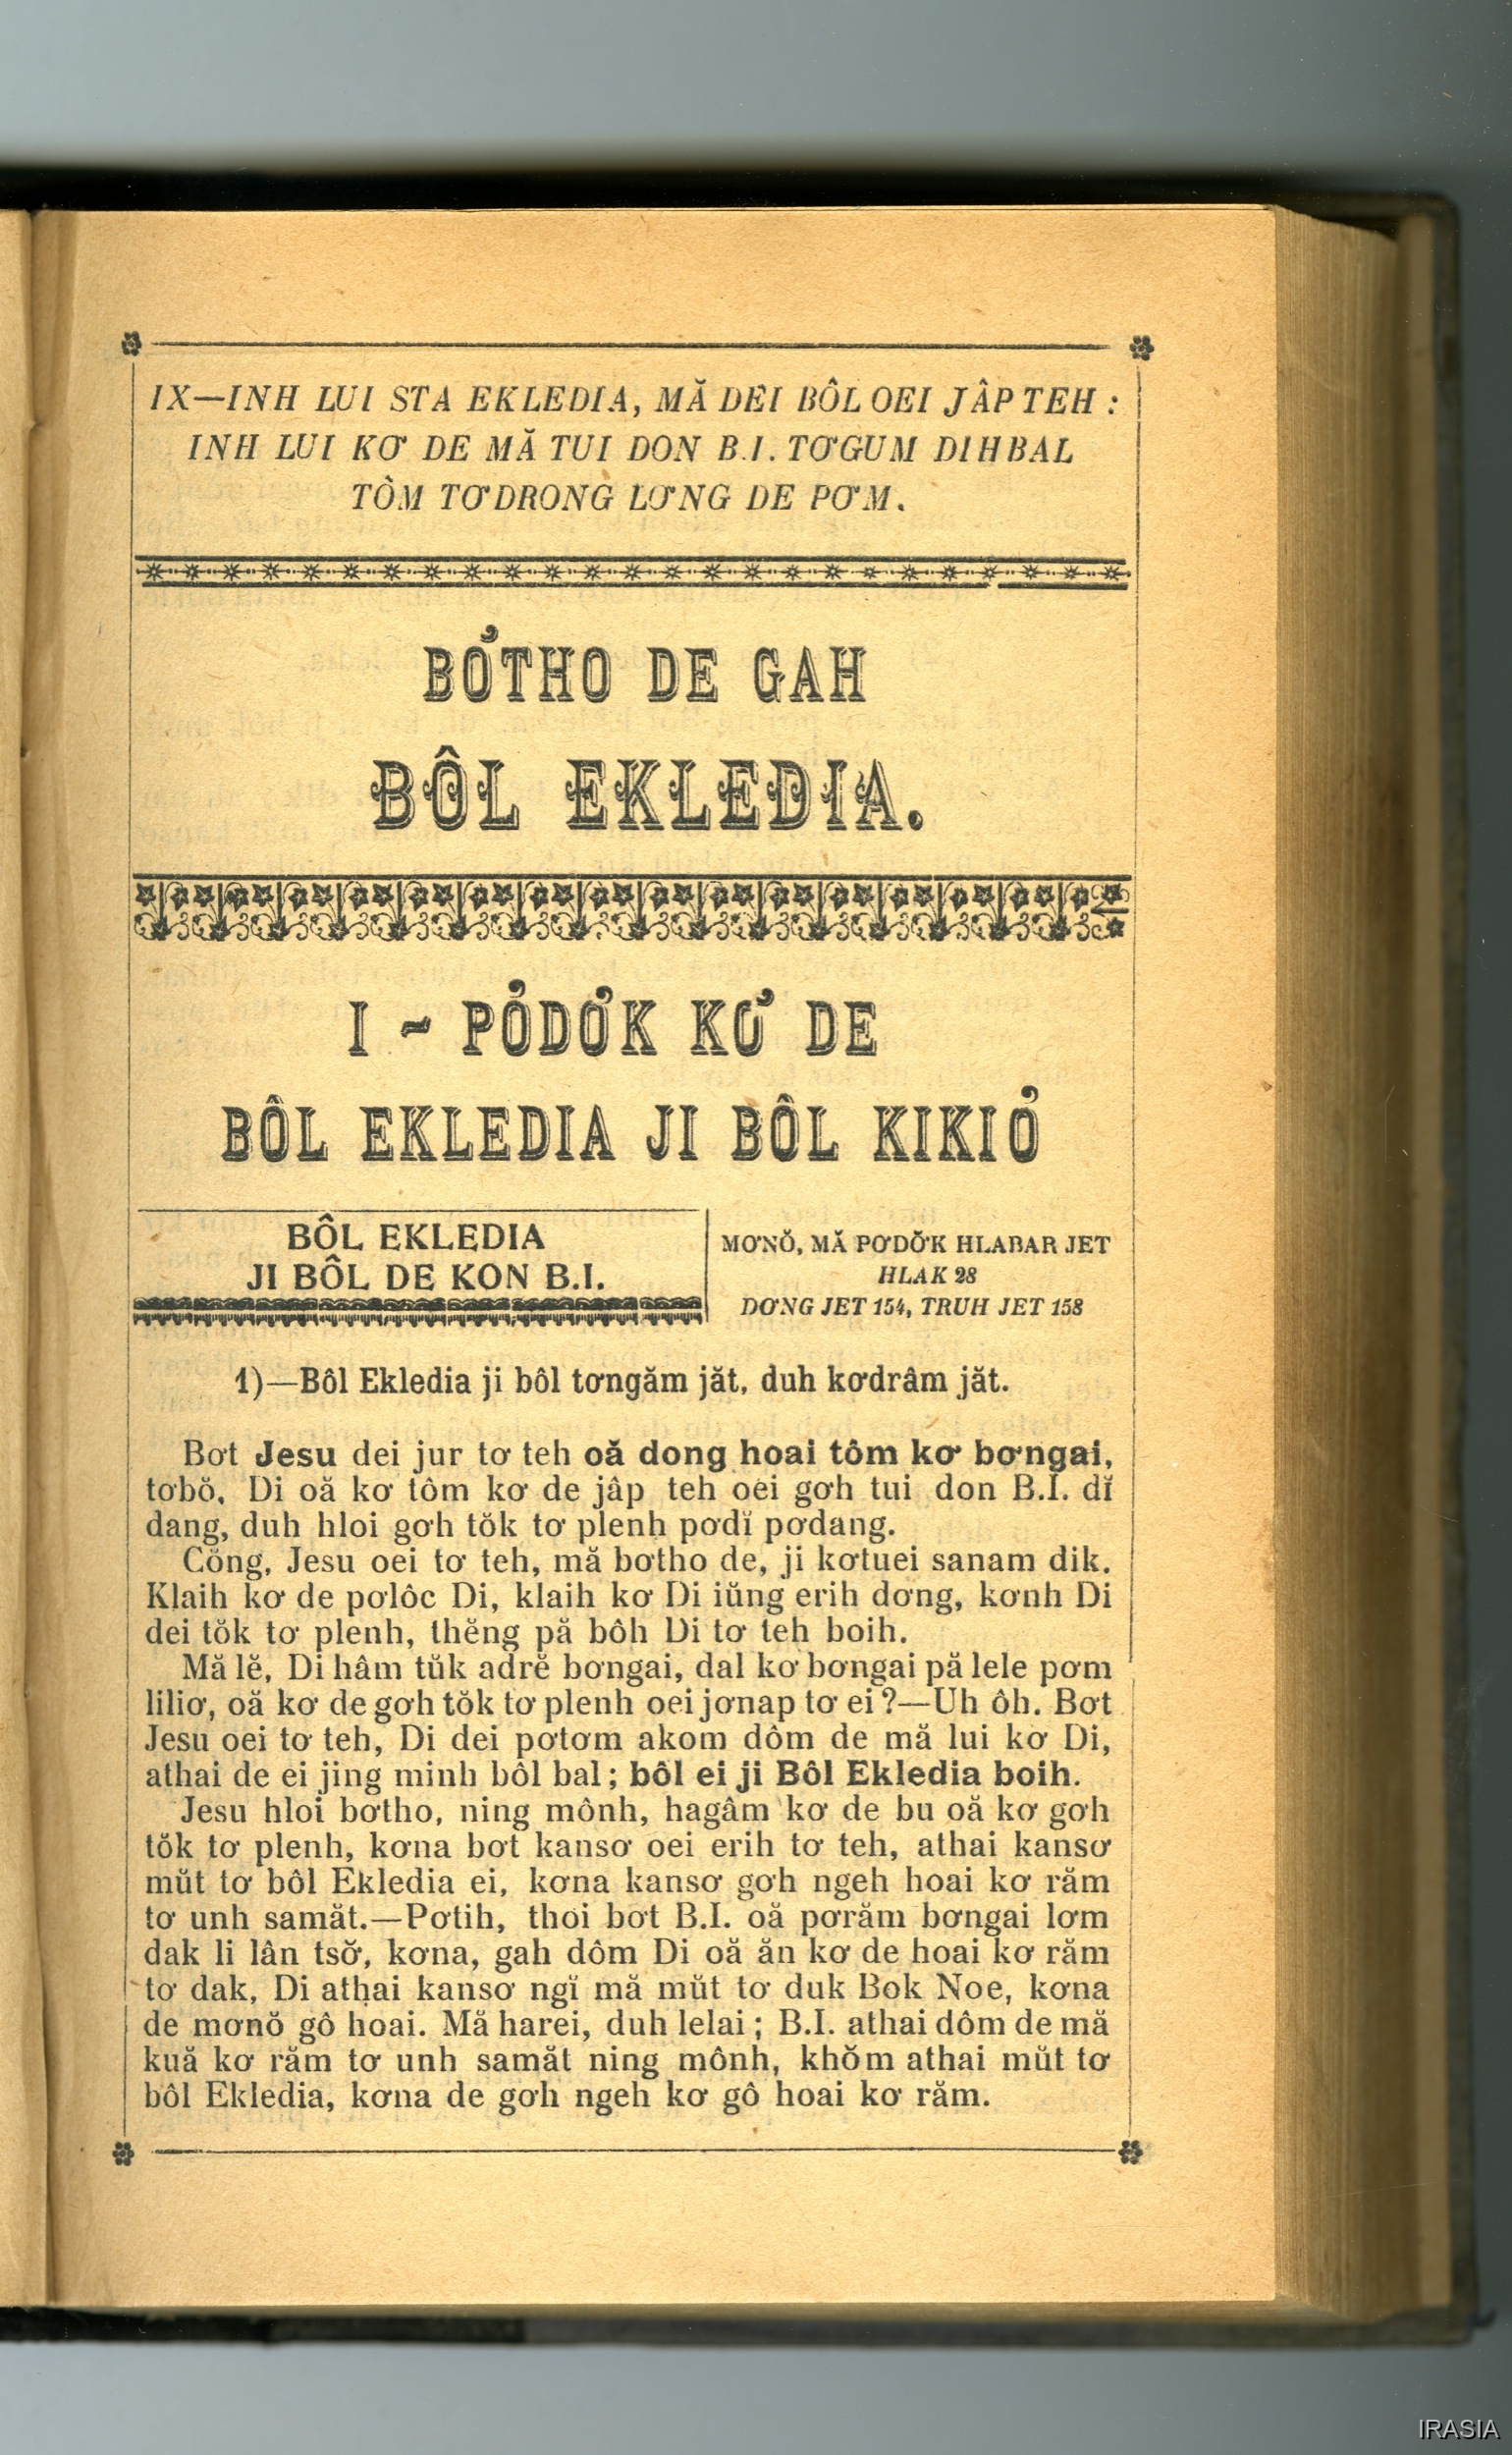 IX—INH LUI STA EKLEDIA, MĂ DĔI BÔL OEI JÂP TEH :
INH LUI KƠ DE MĂ TUI DON B.I. TƠGUM DIHBAL
TÔM TƠDRONG LƠNG DE PƠM.
BƠTHO DE GAH
BÔL EKLEDIA.
I ~ PƠDƠK KƠ DE
BÔL EKLEDIA JI BÔL KIKIƠ
BÔL EKLEDIA
JI BÔL DE KON B.I.
MƠNŎ, MĂ PƠDƠ̆K HLABAR JET
HLAK 28
DƠNG JET 154, TRUH JET 158
1)—Bôl Ekledia ji bôl tơngăm jăt, duh kơdrâm jăt.
Bơt Jesu dei jur tơ teh oă dong hoai tôm kơ bơngai,
tơbŏ, Di oă kơ tôm kơ de jâp teh oei gơh tui don B.I. dĭ
dang, duh hloi gơh tŏk tơ plenh pơdĭ pơdang.
Cŏng, Jesu oei tơ teh, mă bơtho de, ji kơtuei sanam dik.
Klaih kơ de pơlôc Di, klaih kơ Di iŭng erih dơng, kơnh Di
dei tŏk tơ plenh, thĕng pă bôh Di tơ teh boih.
Mă lĕ, Di hâm tŭk adrĕ bơngai, dal kơ bơngai pă lele pơm
liliơ, oă kơ de gơh tŏk tơ plenh oei jơnap tơ ei ?—Uh ôh. Bơt
Jesu oei tơ teh, Di dei pơtơm akom dôm de mă lui kơ Di,
athai de ei jing minh bôl bal ; bôl ei ji Bôl Ekledia boih.
Jesu hloi bơtho, ning mônh, hagâm kơ de bu oă kơ gơh
tŏk tơ plenh, kơna bơt kansơ oei erih tơ teh, athai kansơ
mŭt tơ bôl Ekledia ei, kơna kansơ gơh ngeh hoai kơ răm
tơ unh samăt.—Pơtih, thoi bơt B.I. oă pơrăm bơngai lơm
dak li lân tsơ̆, kơna, gah dôm Di oă ăn kơ de hoai kơ răm
tơ dak, Di athai kansơ ngĭ mă mŭt tơ duk Bok Noe, kơna
de mơnŏ gô hoai. Mă harei, duh lelai ; B.I. athai dôm de mă
kuă kơ răm tơ unh samăt ning mônh, khŏm athai mŭt tơ
bôl Ekledia, kơna de gơh ngeh kơ gô hoai kơ răm.
IRASIA